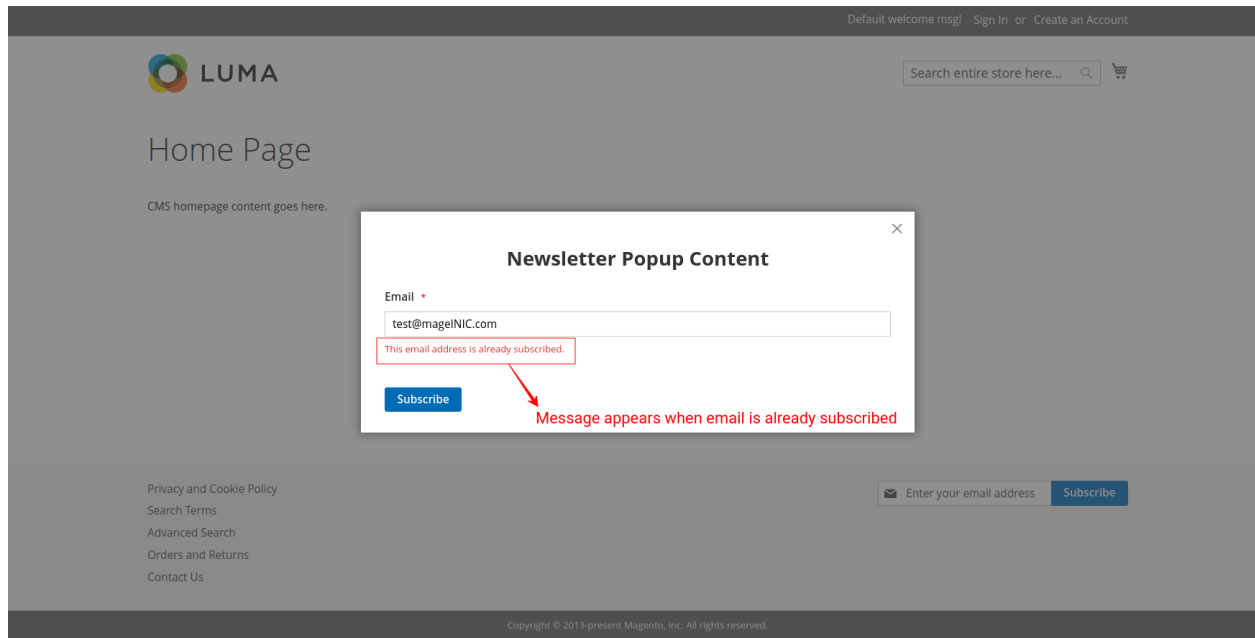 Default welcome msg! Sign In or Create an Account
LUMA
Search entire store here...
Home Page
CMS homepage content goes here.
Newsletter Popup Content
Email *
test@magelNIC.com
This email address is already subscribed.
Subscribe
Message appears when email is already subscribed
Privacy and Cookie Policy
Search Terms
Advanced Search
Orders and Returns
Contact Us
Enter your email address Subscribe
Copyright © 2013-present Magento, Inc. All rights reserved.